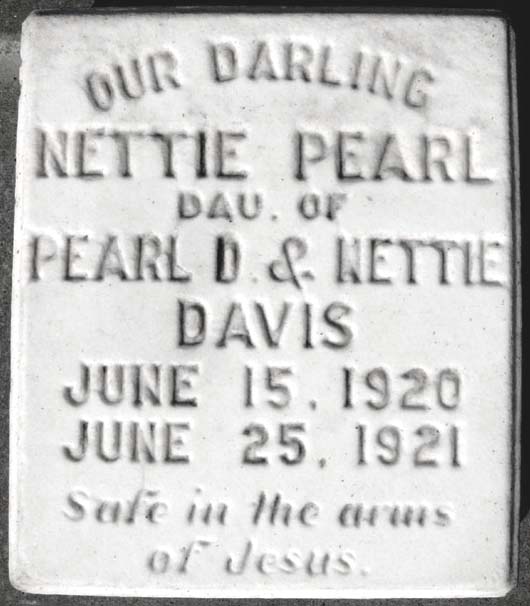 OUR DARLING
NETTIE PEARL
DAU. OF
PEARL D. & NETTIE
DAVIS
JUNE 15, 1920
JUNE 25, 1921
Safe in the arms
of Jesus.